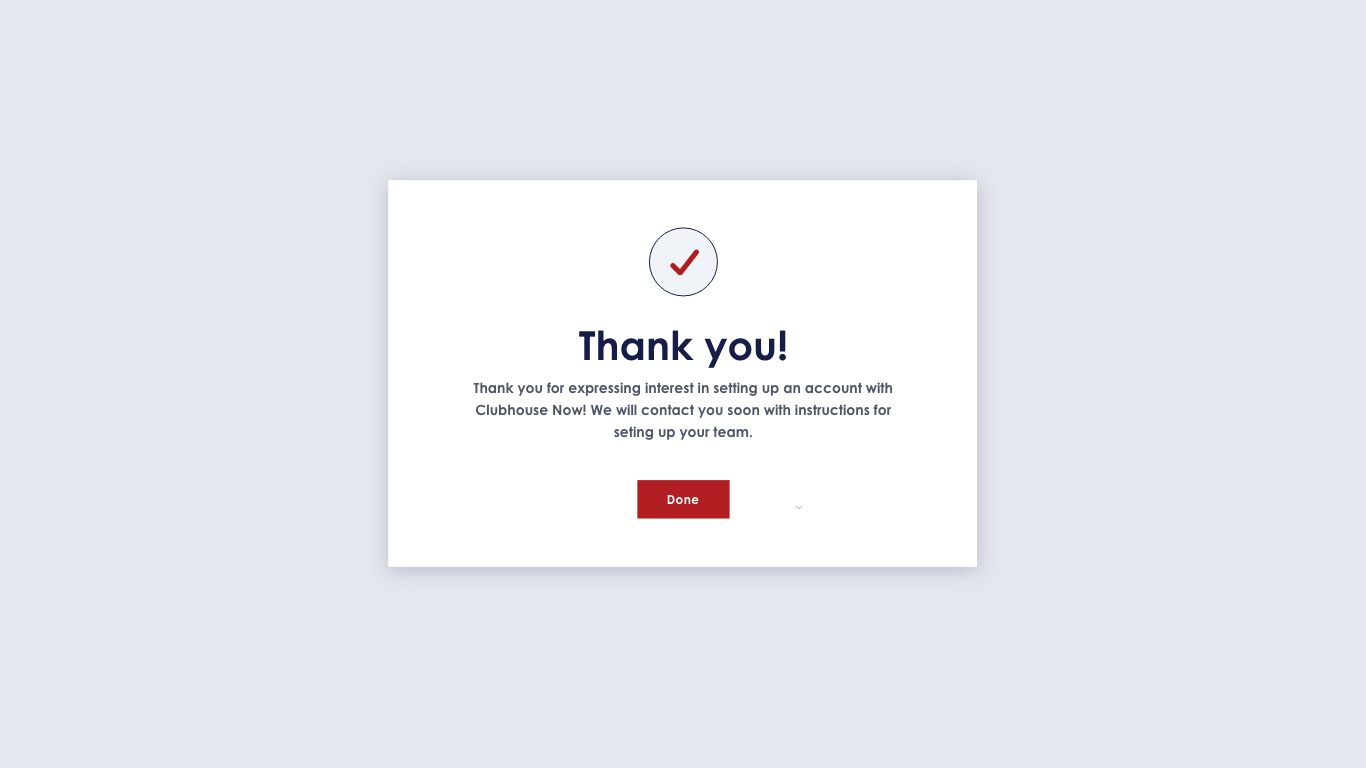 Thank you!
Thank you for expressing interest in setting up an account with
Clubhouse Now! We will contact you soon with instructions for
seting up your team.
Done